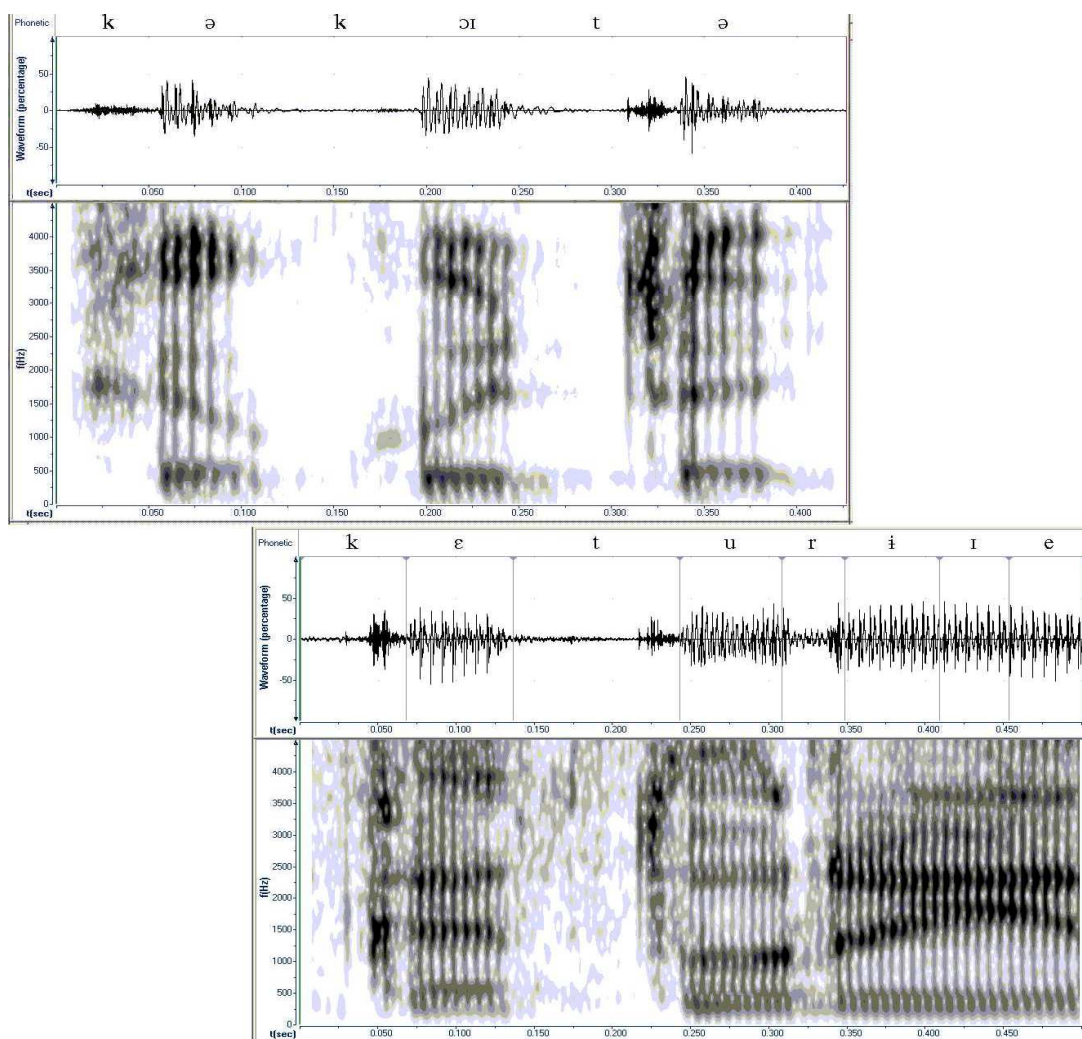 Phonetic k ə k ɔɪ t ə
Waveform (percentage)
50
0
-50
t(sec) 0.050 0.100 0.150 0.200 0.250 0.300 0.350 0.400
f(Hz)
4000
3500
3000
2500
2000
1500
1000
500
0
t(sec) 0.050 0.100 0.150 0.200 0.250 0.300 0.350 0.400
Phonetic k ɛ t u r ɨ ɪ e
Waveform (percentage)
50
0
-50
t(sec) 0.050 0.100 0.150 0.200 0.250 0.300 0.350 0.400 0.450
f(Hz)
4000
3500
3000
2500
2000
1500
1000
500
0
t(sec) 0.050 0.100 0.150 0.200 0.250 0.300 0.350 0.400 0.450